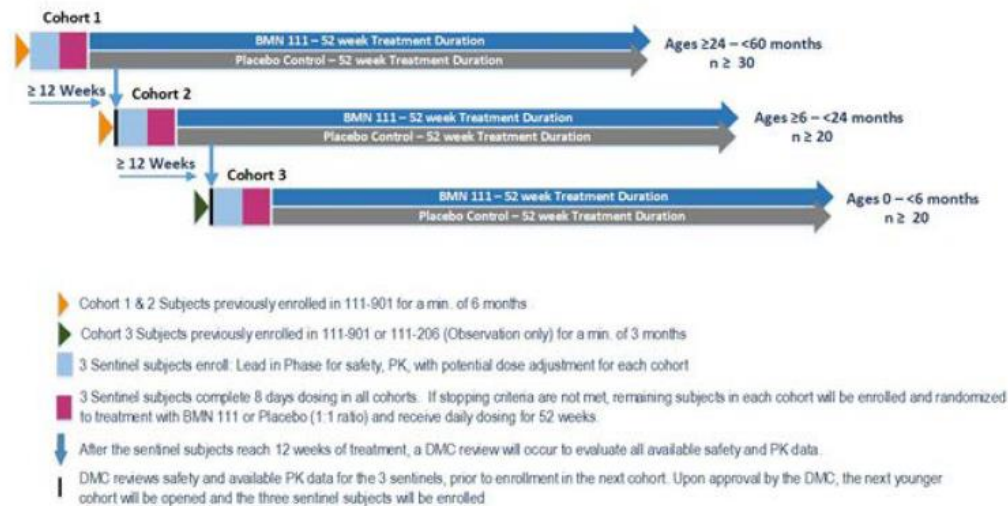 Cohort 1
BMN 111 – 52 week Treatment Duration
Placebo Control – 52 week Treatment Duration
Ages ≥24 – <60 months
n ≥ 30
≥ 12 Weeks
Cohort 2
BMN 111 – 52 week Treatment Duration
Placebo Control – 52 week Treatment Duration
Ages ≥6 – <24 months
n ≥ 20
≥ 12 Weeks
Cohort 3
BMN 111 – 52 week Treatment Duration
Placebo Control – 52 week Treatment Duration
Ages 0 – <6 months
n ≥ 20
Cohort 1 & 2 Subjects previously enrolled in 111-901 for a min. of 6 months
Cohort 3 Subjects previously enrolled in 111-901 or 111-206 (Observation only) for a min. of 3 months
3 Sentinel subjects enroll: Lead in Phase for safety, PK, with potential dose adjustment for each cohort
3 Sentinel subjects complete 8 days dosing in all cohorts. If stopping criteria are not met, remaining subjects in each cohort will be enrolled and randomized
to treatment with BMN 111 or Placebo (1:1 ratio) and receive daily dosing for 52 weeks.
After the sentinel subjects reach 12 weeks of treatment, a DMC review will occur to evaluate all available safety and PK data.
DMC reviews safety and available PK data for the 3 sentinels, prior to enrollment in the next cohort. Upon approval by the DMC, the next younger
cohort will be opened and the three sentinel subjects will be enrolled